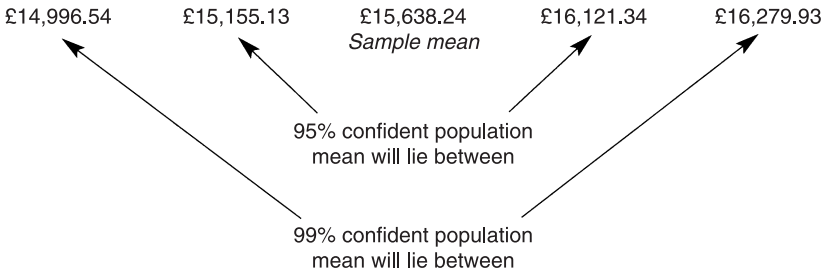 £14,996.54 £15,155.13 £15,638.24 £16,121.34 £16,279.93
Sample mean
95% confident population
mean will lie between
99% confident population
mean will lie between